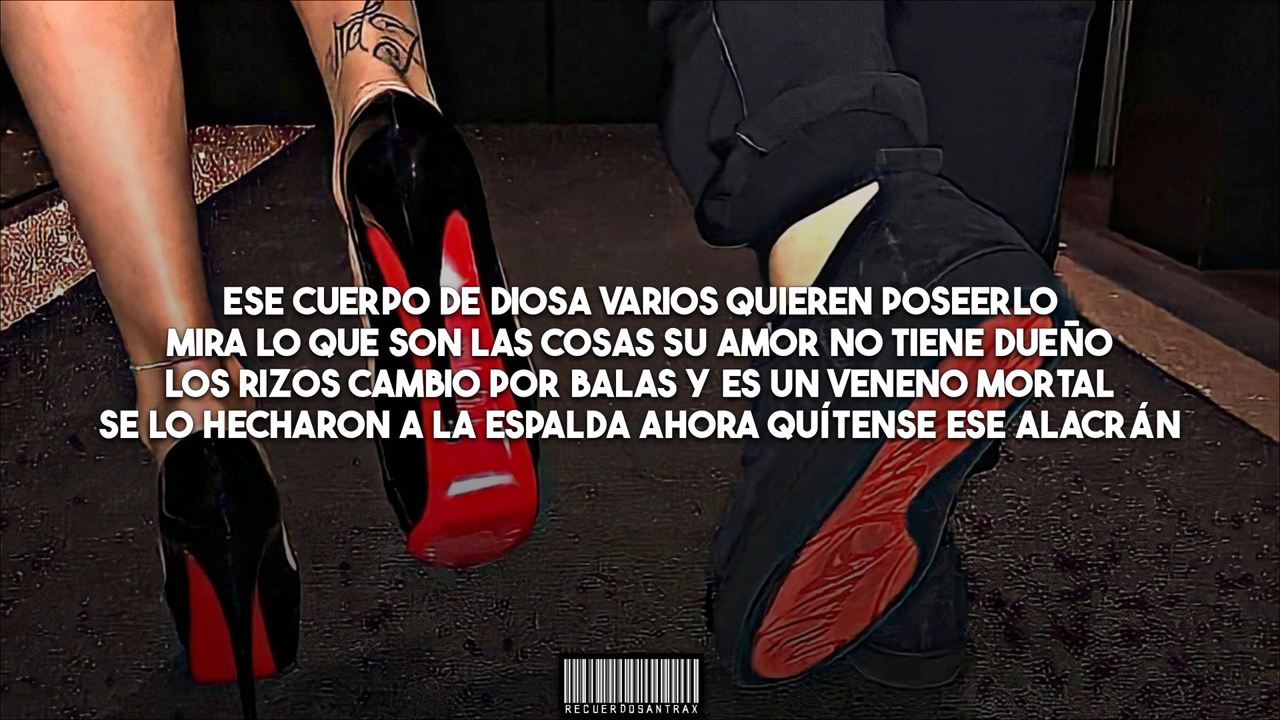 ESE CUERPO DE DIOSA VARIOS QUIEREN POSEERLO
MIRA LO QUE SON LAS COSAS SU AMOR NO TIENE DUEÑO
LOS RIZOS CAMBIO POR BALAS Y ES UN VENENO MORTAL
SE LO HECHARON A LA ESPALDA AHORA QUÍTENSE ESE ALACRÁN
RECUERDOSANTRAX